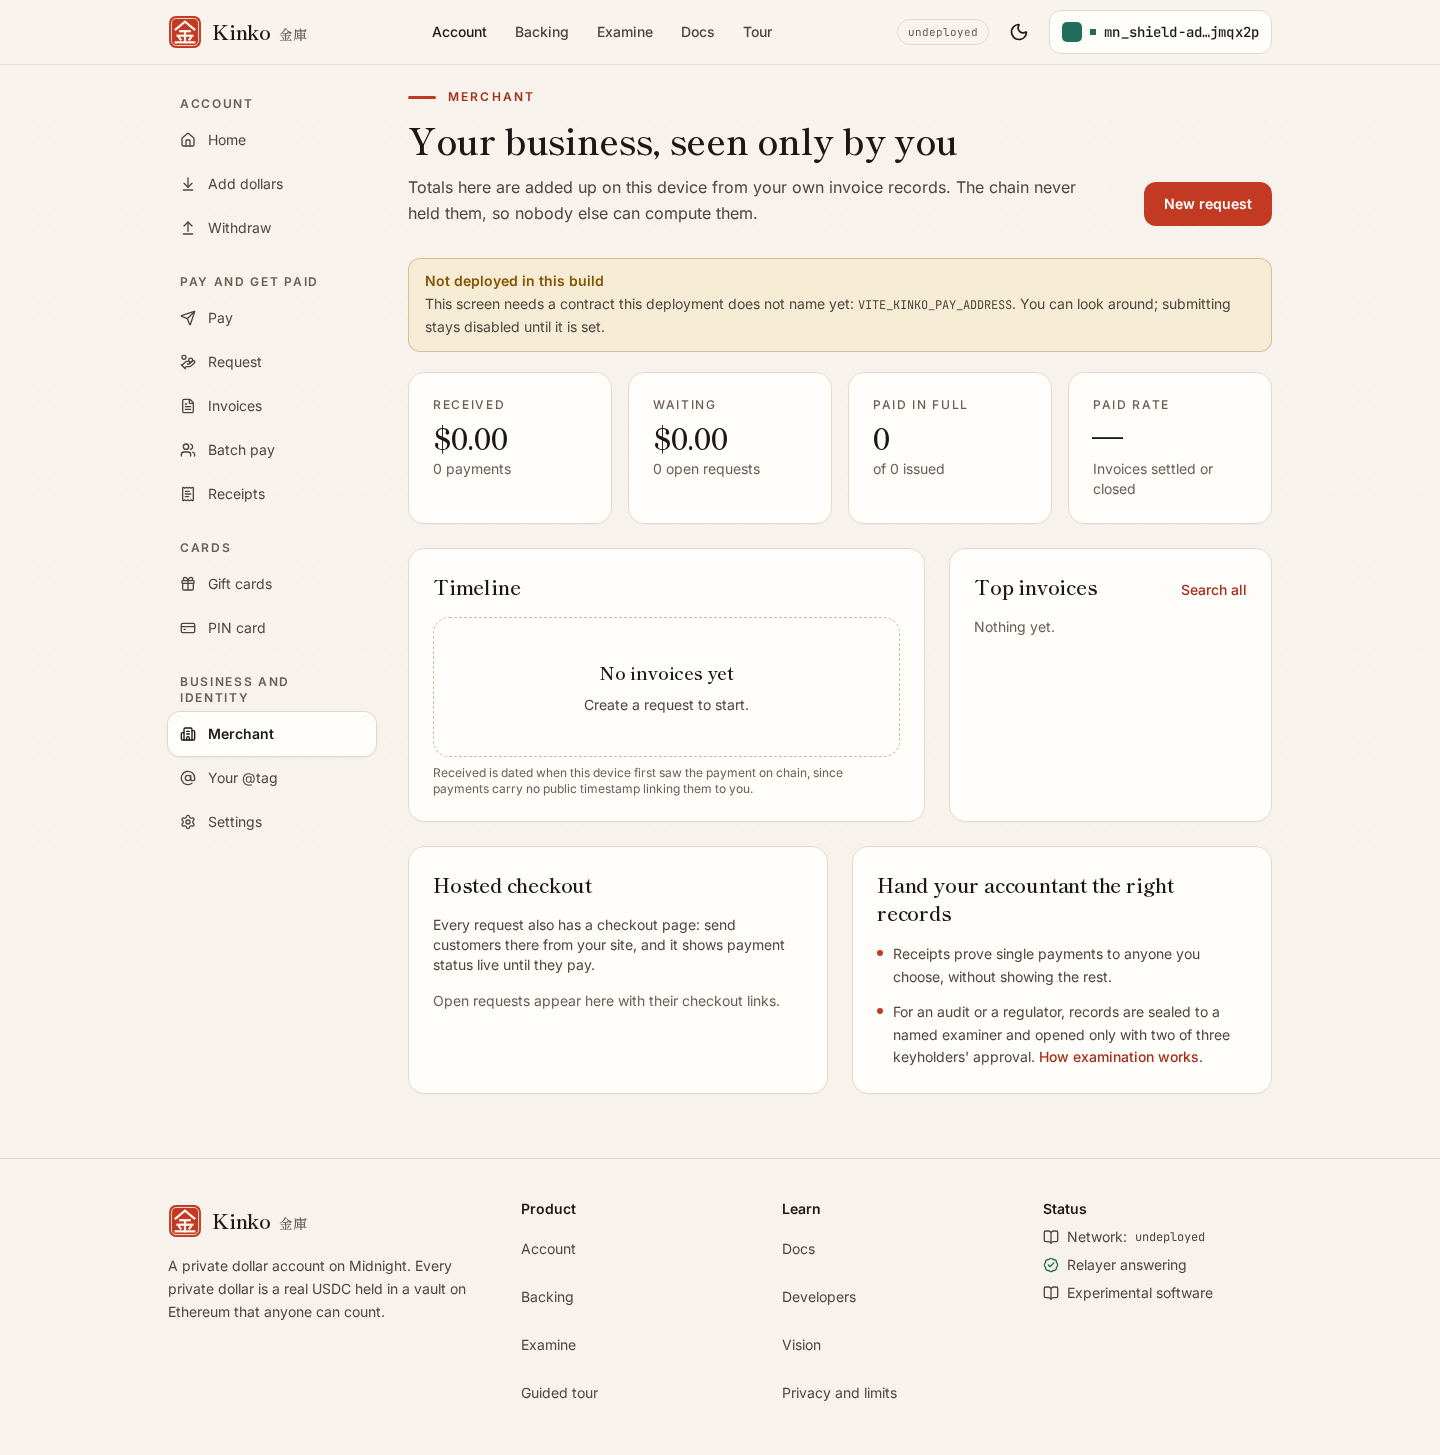 金 Kinko 金庫
Account
Backing
Examine
Docs
Tour
undeployed
mn_shield-ad…jmqx2p
ACCOUNT
Home
Add dollars
Withdraw
PAY AND GET PAID
Pay
Request
Invoices
Batch pay
Receipts
CARDS
Gift cards
PIN card
BUSINESS AND
IDENTITY
Merchant
Your @tag
Settings
MERCHANT
Your business, seen only by you
Totals here are added up on this device from your own invoice records. The chain never
held them, so nobody else can compute them.
New request
Not deployed in this build
This screen needs a contract this deployment does not name yet: VITE_KINKO_PAY_ADDRESS. You can look around; submitting
stays disabled until it is set.
RECEIVED
$0.00
0 payments
WAITING
$0.00
0 open requests
PAID IN FULL
0
of 0 issued
PAID RATE
—
Invoices settled or
closed
Timeline
No invoices yet
Create a request to start.
Received is dated when this device first saw the payment on chain, since
payments carry no public timestamp linking them to you.
Top invoices
Search all
Nothing yet.
Hosted checkout
Every request also has a checkout page: send
customers there from your site, and it shows payment
status live until they pay.
Open requests appear here with their checkout links.
Hand your accountant the right
records
Receipts prove single payments to anyone you
choose, without showing the rest.
For an audit or a regulator, records are sealed to a
named examiner and opened only with two of three
keyholders' approval. How examination works.
金 Kinko 金庫
A private dollar account on Midnight. Every
private dollar is a real USDC held in a vault on
Ethereum that anyone can count.
Product
Account
Backing
Examine
Guided tour
Learn
Docs
Developers
Vision
Privacy and limits
Status
Network: undeployed
Relayer answering
Experimental software